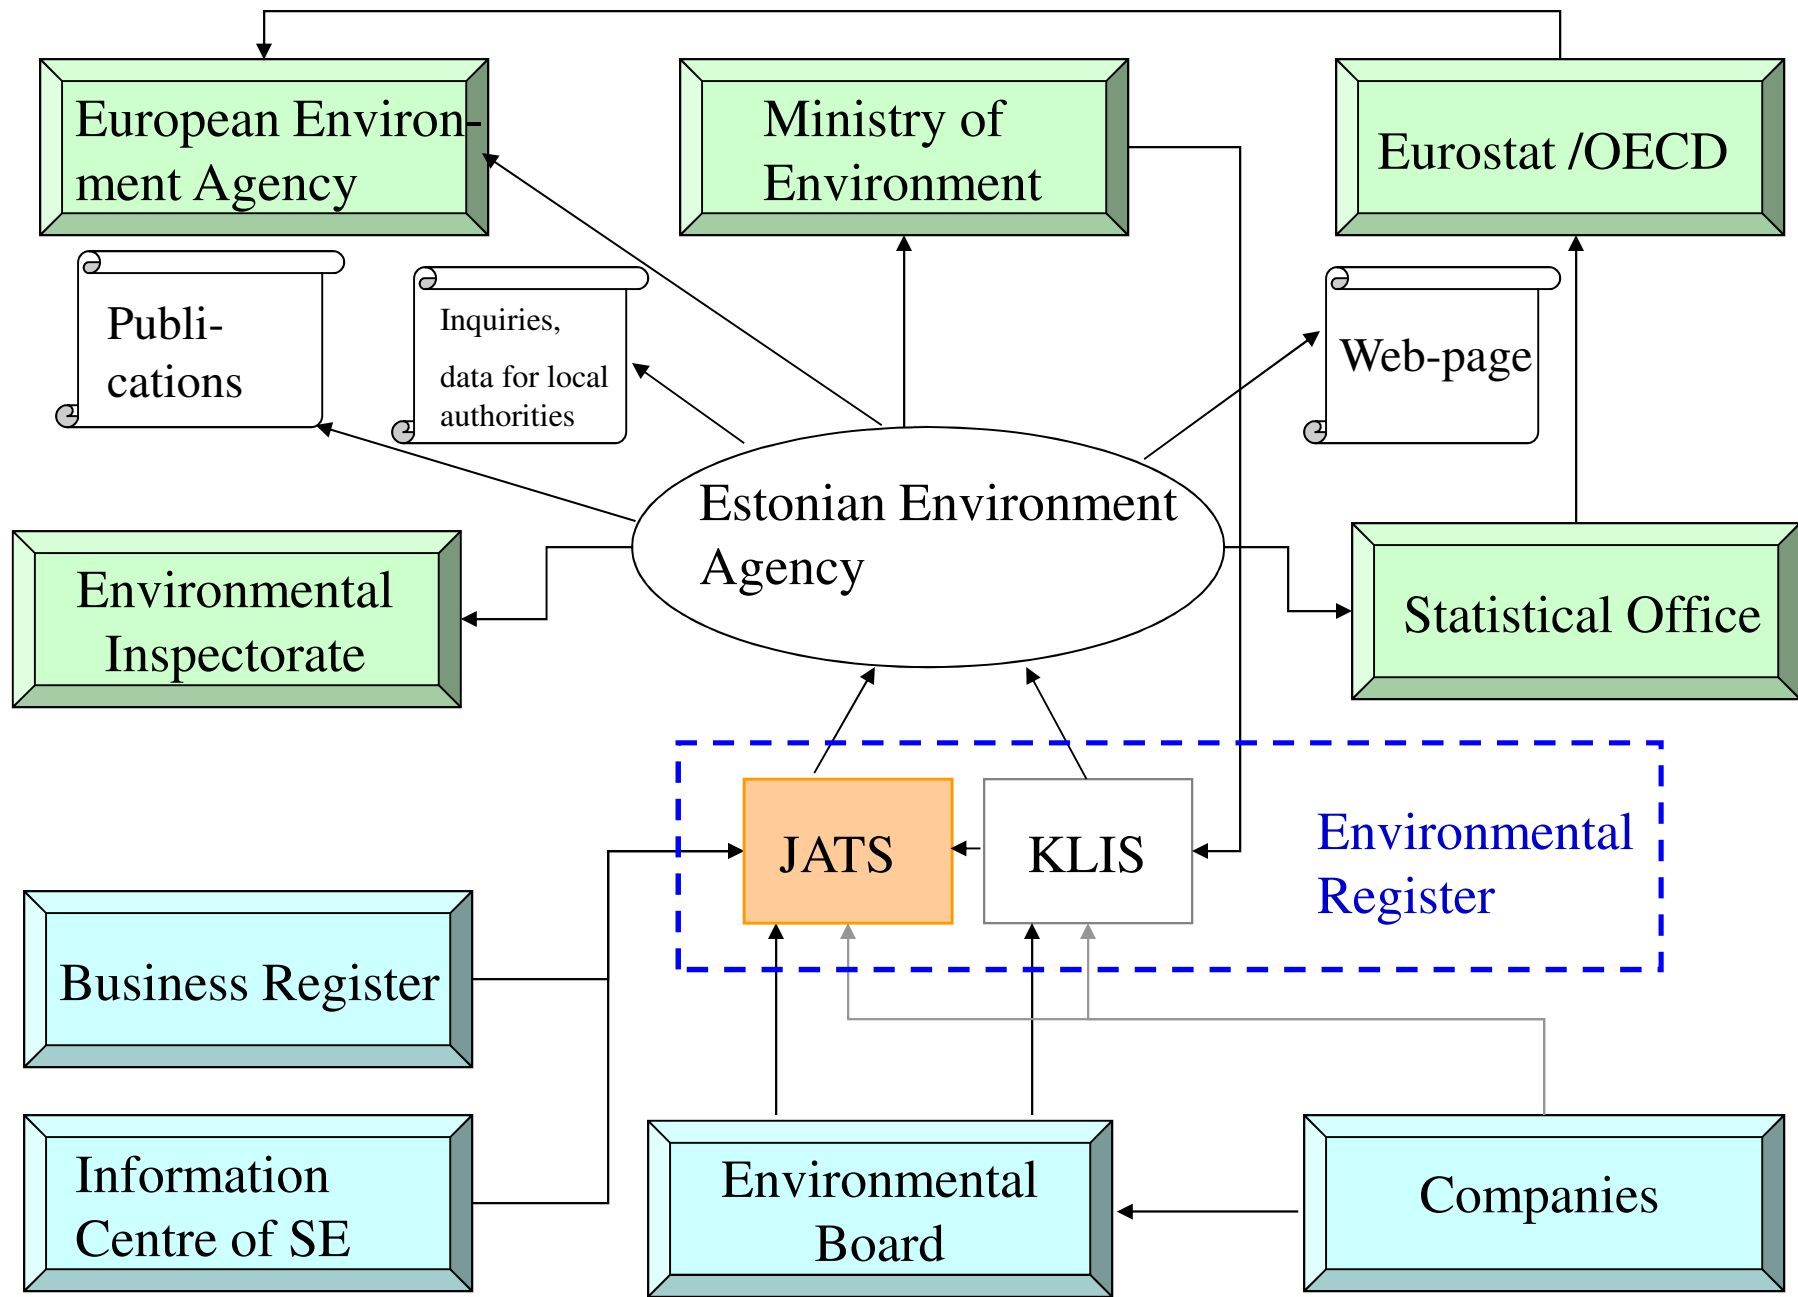 European Environ-
ment Agency
Ministry of
Environment
Eurostat /OECD
Publi-
cations
Inquiries,
data for local
authorities
Web-page
Estonian Environment
Agency
Environmental
Inspectorate
Statistical Office
JATS
KLIS
Environmental
Register
Business Register
Information
Centre of SE
Environmental
Board
Companies